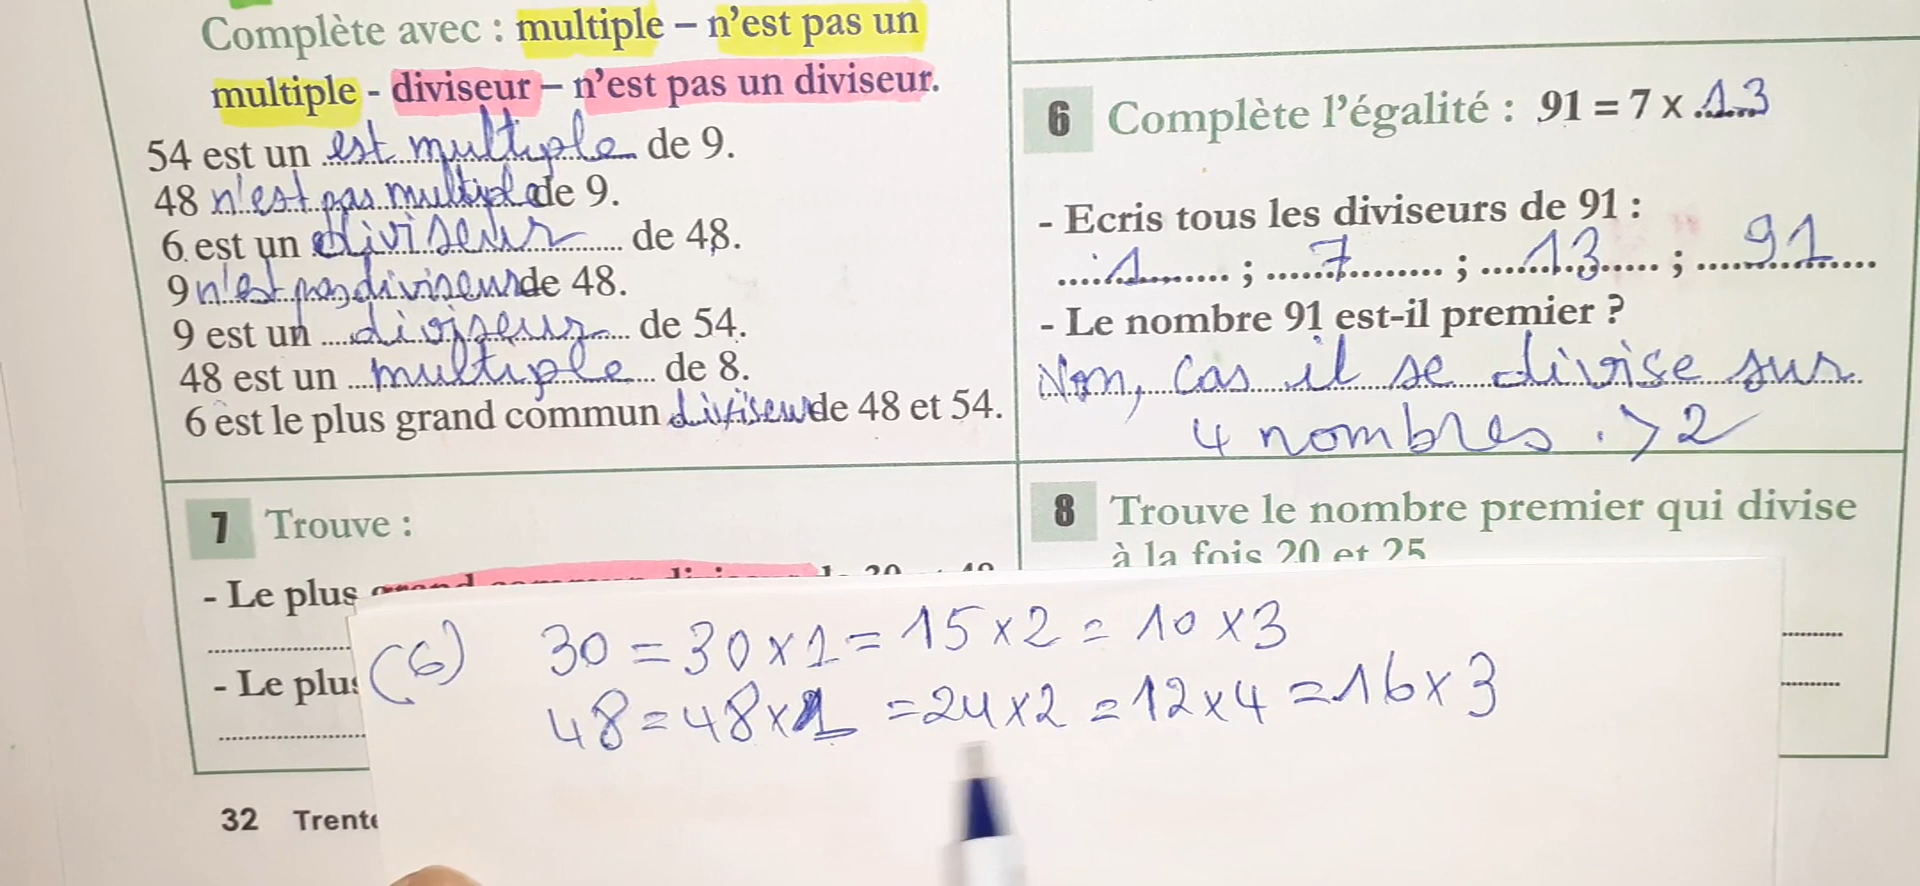 Complète avec : multiple – n'est pas un
multiple - diviseur – n'est pas un diviseur.
54 est un est multiple de 9.
48 n'est pas multiple de 9.
6 est un diviseur de 48.
9 n'est pas diviseur de 48.
9 est un diviseur de 54.
48 est un multiple de 8.
6 est le plus grand commun diviseur de 48 et 54.
6 Complète l'égalité : 91 = 7 x 13
- Ecris tous les diviseurs de 91 :
1 ; 7 ; 13 ; 91
- Le nombre 91 est-il premier ?
Non, cas il se divise sur
4 nombres . > 2
7 Trouve :
- Le plus grand commun diviseur
- Le plus
8 Trouve le nombre premier qui divise
à la fois 20 et 25
(6) 30 = 30 x 1 = 15 x 2 = 10 x 3
48 = 48 x 1 = 24 x 2 = 12 x 4 = 16 x 3
32 Trente